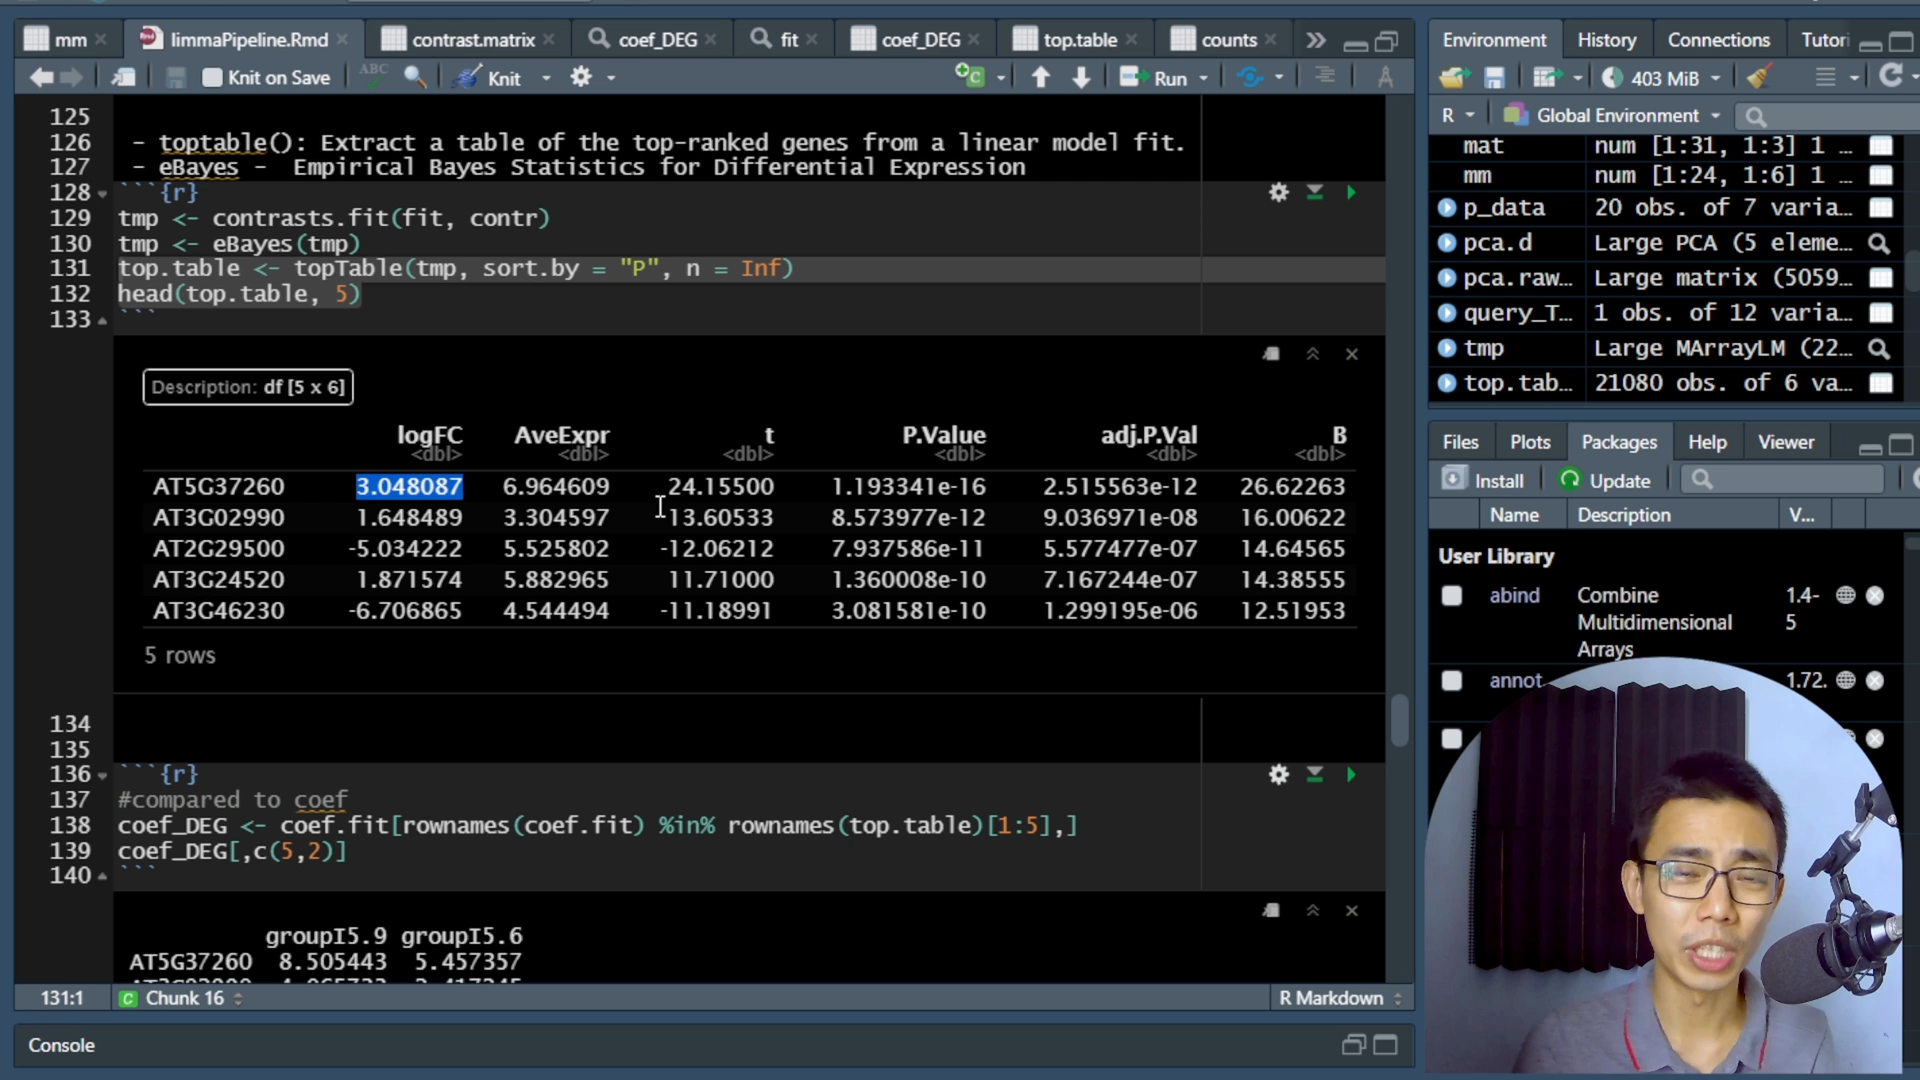 mm limmaPipeline.Rmd contrast.matrix coef_DEG fit coef_DEG top.table counts
Knit on Save ABC Knit Run
125
126 - toptable(): Extract a table of the top-ranked genes from a linear model fit.
127 - eBayes - Empirical Bayes Statistics for Differential Expression
128 ```{r}
129 tmp <- contrasts.fit(fit, contr)
130 tmp <- eBayes(tmp)
131 top.table <- topTable(tmp, sort.by = "P", n = Inf)
132 head(top.table, 5)
133 ```
Description: df [5 x 6]
logFC AveExpr t P.Value adj.P.Val B
<dbl> <dbl> <dbl> <dbl> <dbl> <dbl>
AT5G37260 3.048087 6.964609 24.15500 1.193341e-16 2.515563e-12 26.62263
AT3G02990 1.648489 3.304597 13.60533 8.573977e-12 9.036971e-08 16.00622
AT2G29500 -5.034222 5.525802 -12.06212 7.937586e-11 5.577477e-07 14.64565
AT3G24520 1.871574 5.882965 11.71000 1.360008e-10 7.167244e-07 14.38555
AT3G46230 -6.706865 4.544494 -11.18991 3.081581e-10 1.299195e-06 12.51953
5 rows
134
135
136 ```{r}
137 #compared to coef
138 coef_DEG <- coef.fit[rownames(coef.fit) %in% rownames(top.table)[1:5],]
139 coef_DEG[,c(5,2)]
140 ```
groupI5.9 groupI5.6
AT5G37260 8.505443 5.457357
131:1 C Chunk 16 R Markdown
Console
Environment History Connections Tutori
403 MiB
R Global Environment
mat num [1:31, 1:3] 1 …
mm num [1:24, 1:6] 1 …
p_data 20 obs. of 7 varia…
pca.d Large PCA (5 eleme…
pca.raw… Large matrix (5059…
query_T… 1 obs. of 12 varia…
tmp Large MArrayLM (22…
top.tab… 21080 obs. of 6 va…
Files Plots Packages Help Viewer
Install Update
Name Description V...
User Library
abind Combine Multidimensional Arrays 1.4-5
annot 1.72.